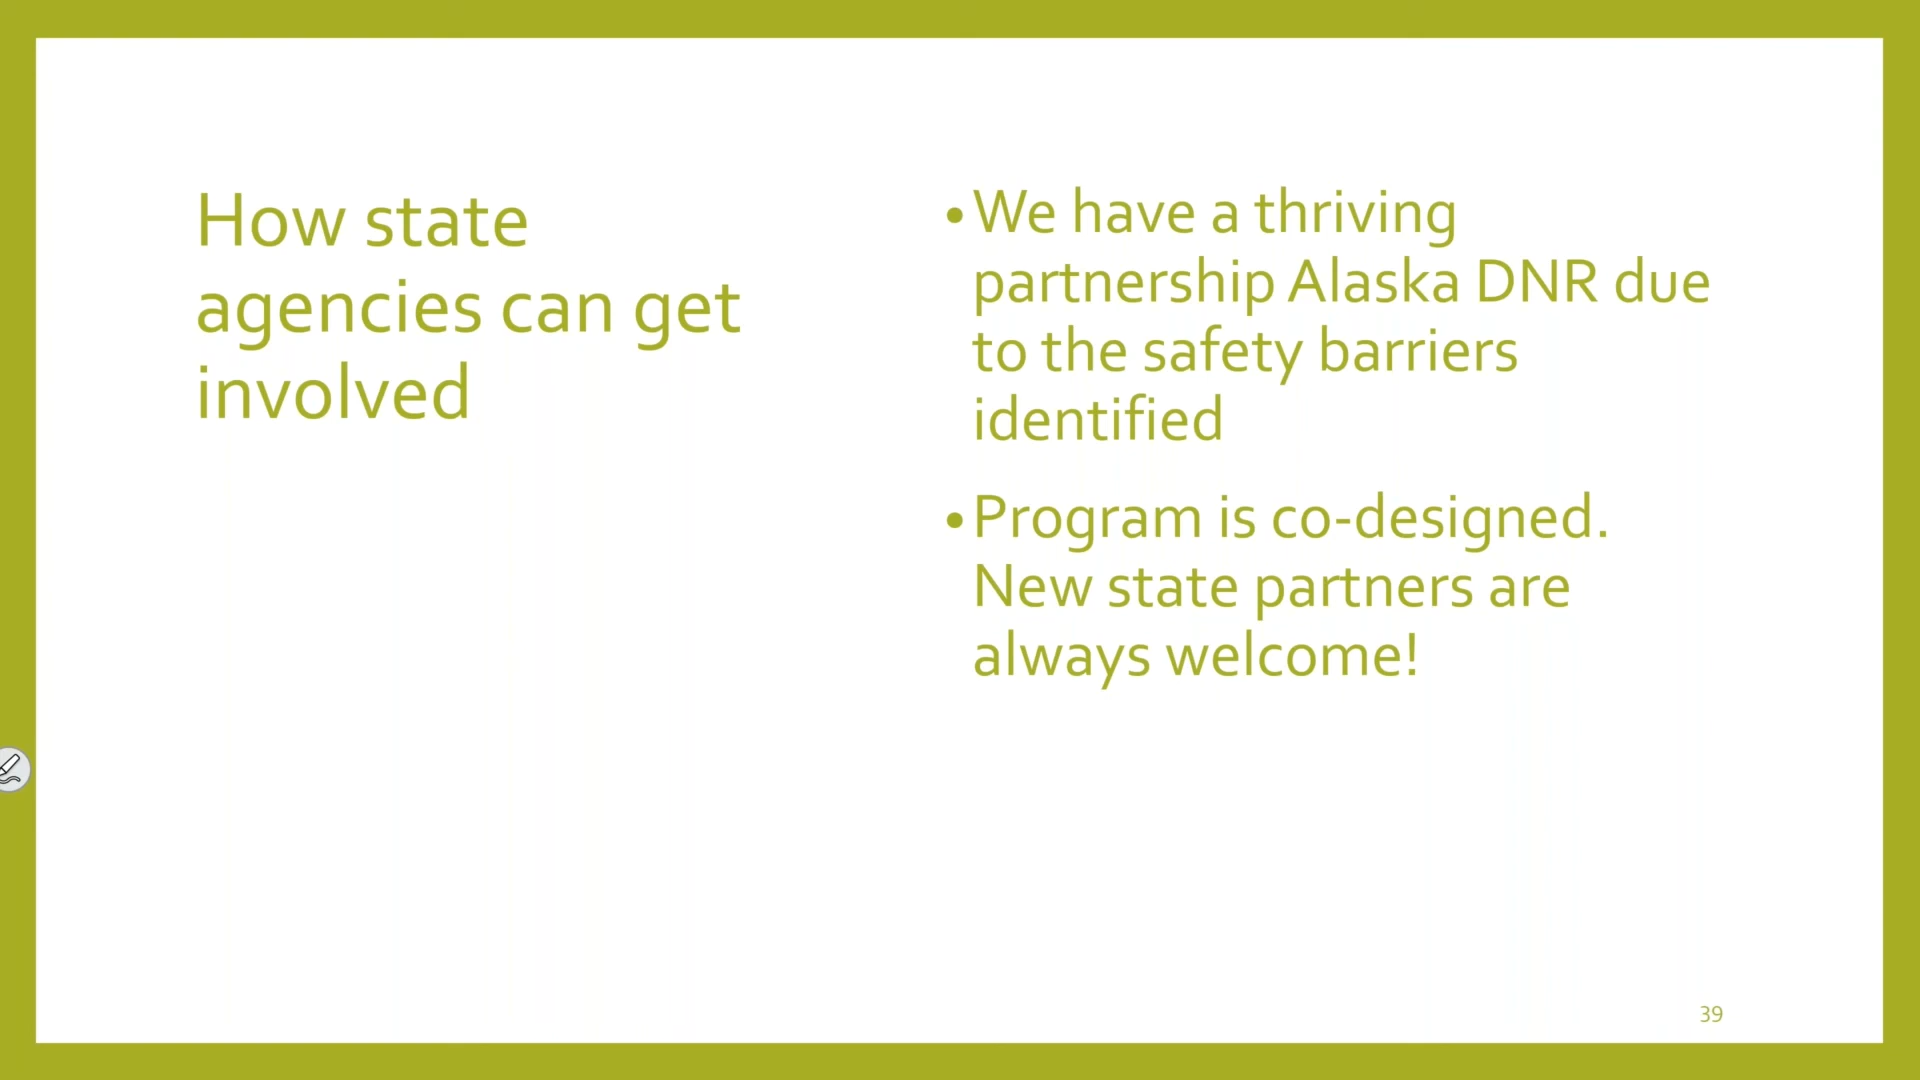 How state
agencies can get
involved
•We have a thriving
partnership Alaska DNR due
to the safety barriers
identified
•Program is co-designed.
New state partners are
always welcome!
39